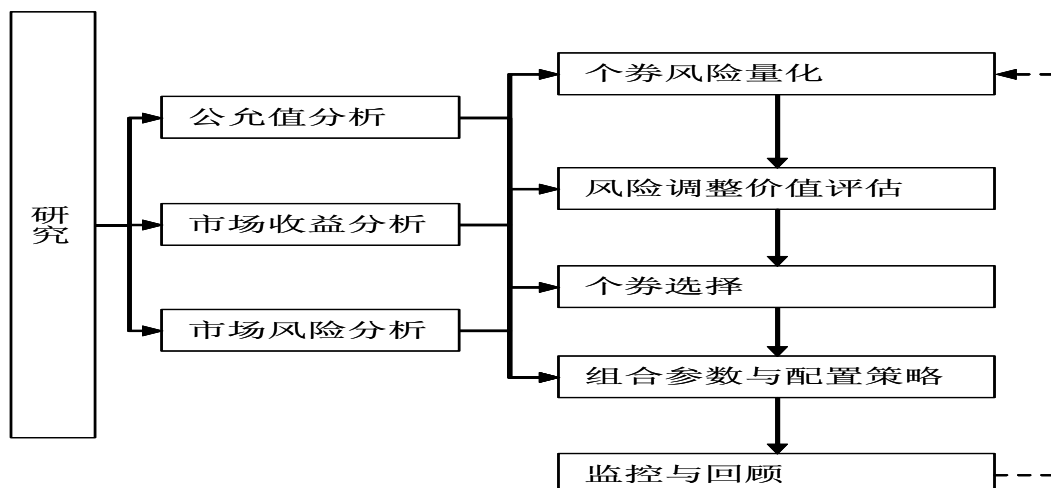 研究
公允值分析
市场收益分析
市场风险分析
个券风险量化
风险调整价值评估
个券选择
组合参数与配置策略
监控与回顾